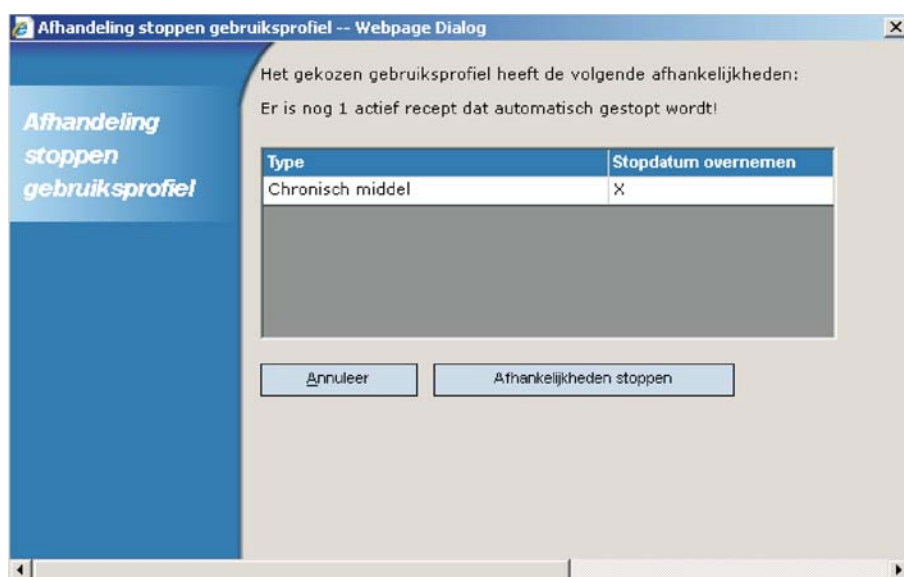 Afhandeling stoppen gebruiksprofiel -- Webpage Dialog
Afhandeling
stoppen
gebruiksprofiel
Het gekozen gebruiksprofiel heeft de volgende afhankelijkheden:
Er is nog 1 actief recept dat automatisch gestopt wordt!
Type Stopdatum overnemen
Chronisch middel X
Annuleer Afhankelijkheden stoppen